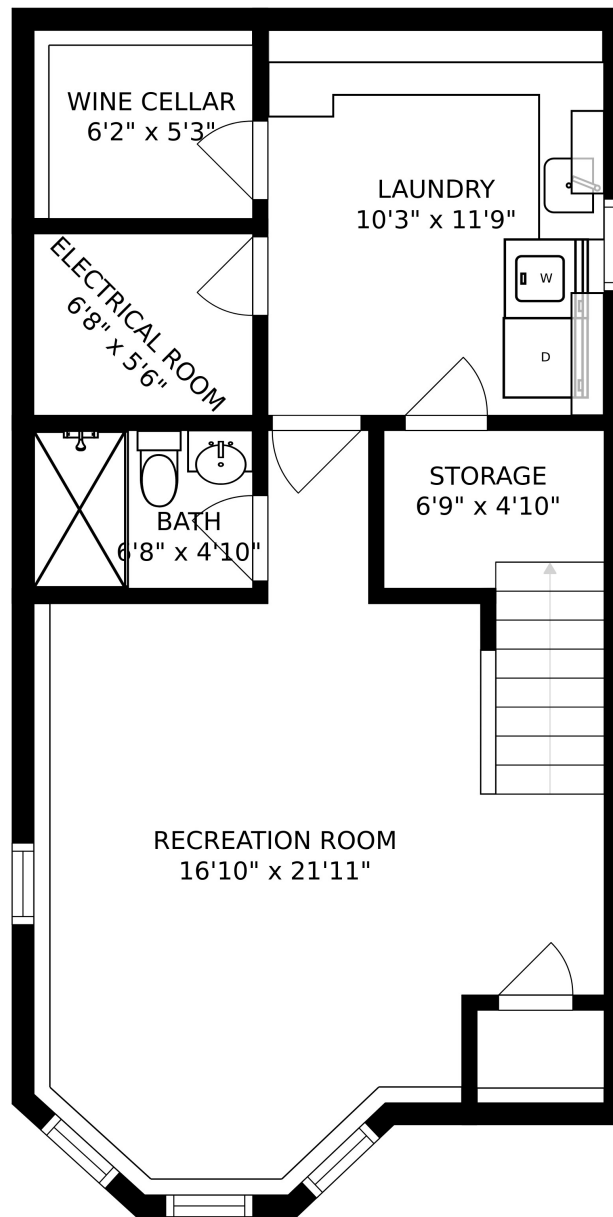 WINE CELLAR
6'2" x 5'3"
LAUNDRY
10'3" x 11'9"
ELECTRICAL ROOM
6'8" x 5'6"
W
D
STORAGE
6'9" x 4'10"
BATH
6'8" x 4'10"
RECREATION ROOM
16'10" x 21'11"